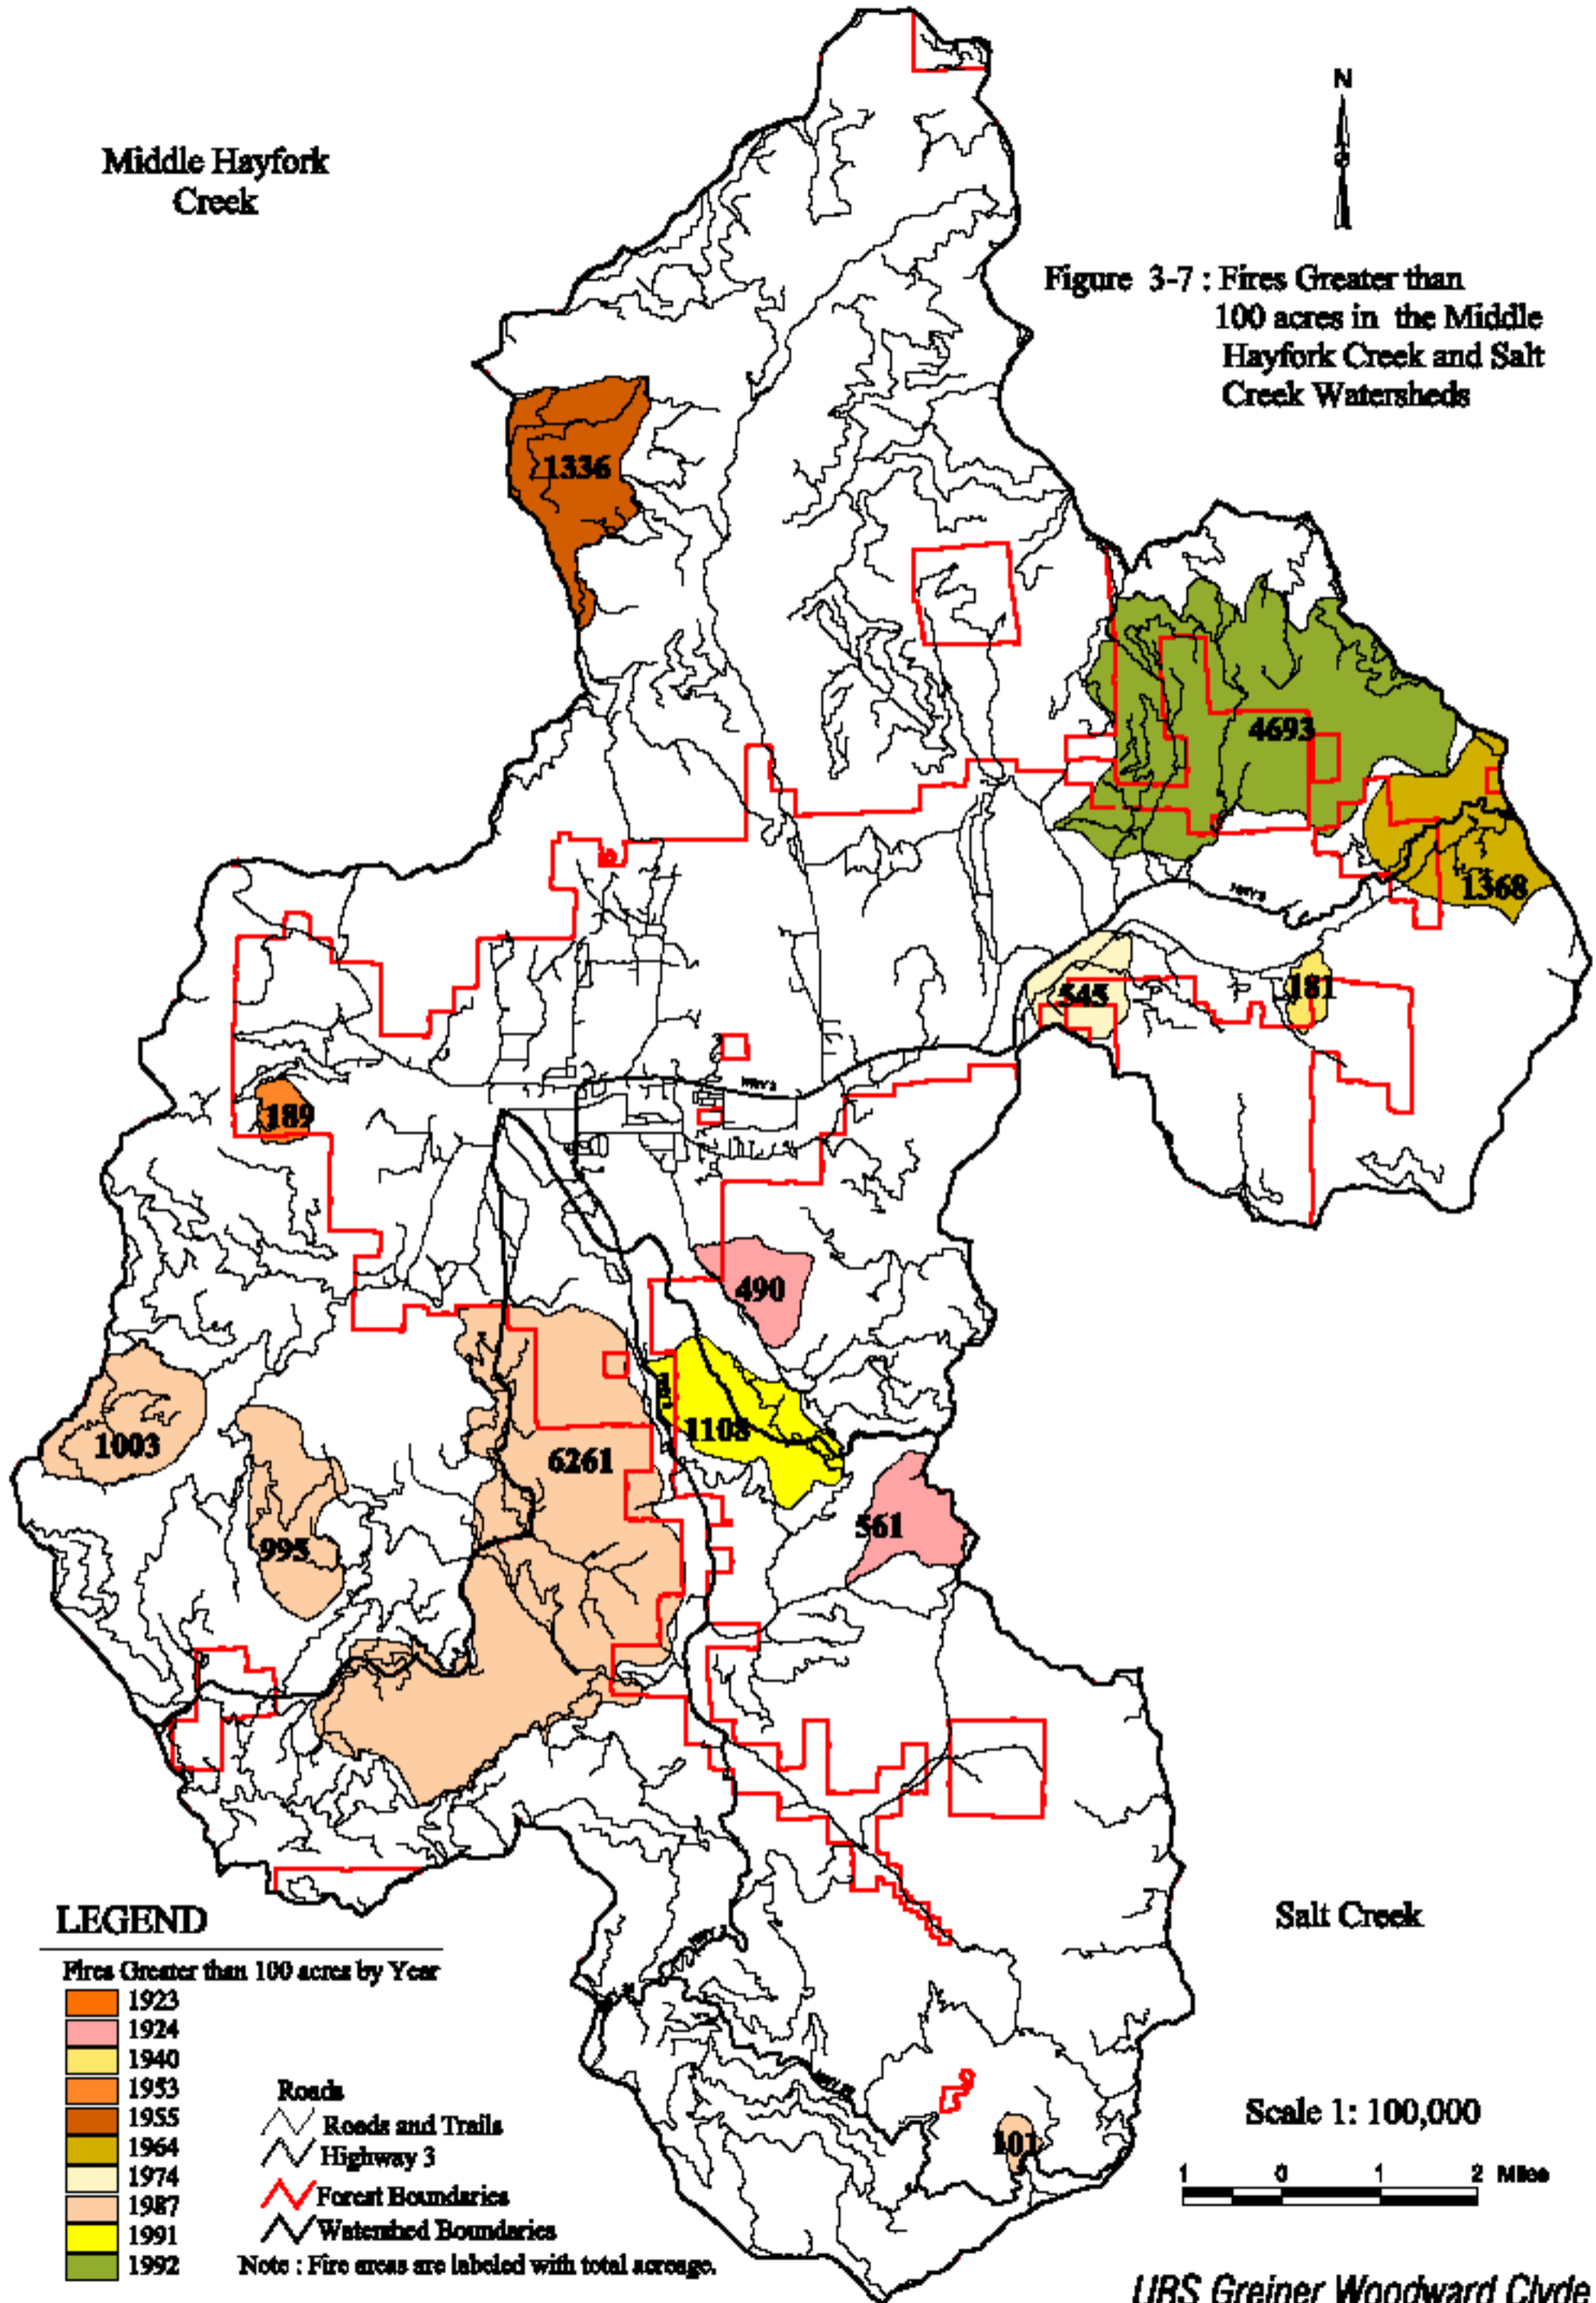 Middle Hayfork
Creek
N
Figure 3-7 : Fires Greater than
100 acres in the Middle
Hayfork Creek and Salt
Creek Watersheds
1336
4693
1368
HWY 3
545
181
HWY 3
189
490
1003
6261
1108
995
561
Salt Creek
101
LEGEND
Fires Greater than 100 acres by Year
1923
1924
1940
1953
1955
1964
1974
1987
1991
1992
Roads
Roads and Trails
Highway 3
Forest Boundaries
Watershed Boundaries
Note : Fire areas are labeled with total acreage.
Scale 1: 100,000
1 0 1 2 Miles
URS Greiner Woodward Clyde